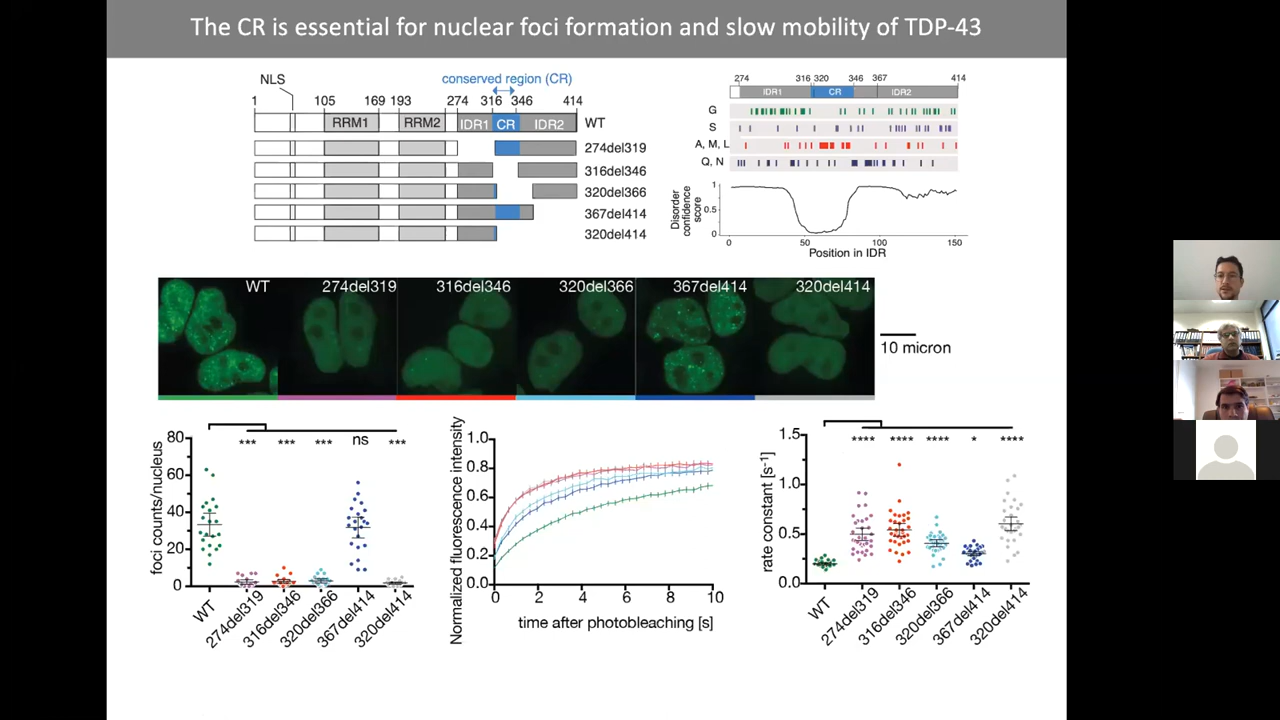 The CR is essential for nuclear foci formation and slow mobility of TDP-43
NLS
conserved region (CR)
1 105 169 193 274 316 346 414
RRM1 RRM2 IDR1 CR IDR2 WT
274del319
316del346
320del366
367del414
320del414
274 316 320 346 367 414
IDR1 CR IDR2
G
S
A, M, L
Q, N
Disorder
confidence
score
1
0.5
0
0 50 100 150
Position in IDR
WT 274del319 316del346 320del366 367del414 320del414
10 micron
foci counts/nucleus
80
60
40
20
0
*** *** *** ns ***
WT 274del319 316del346 320del366 367del414 320del414
Normalized fluorescence intensity
1.0
0.8
0.6
0.4
0.2
0.0
0 2 4 6 8 10
time after photobleaching [s]
rate constant [s-1]
1.5
1.0
0.5
0.0
**** **** **** * ****
WT 274del319 316del346 320del366 367del414 320del414